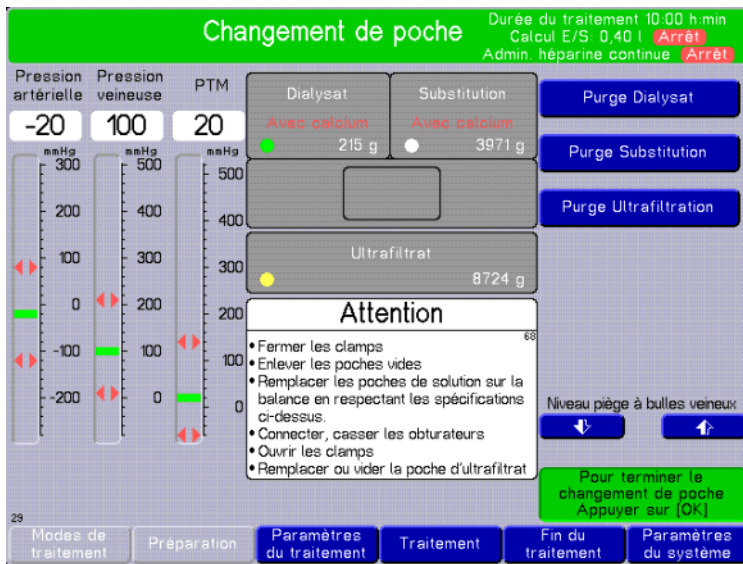 Changement de poche
Durée du traitement 10:00 h:min
Calcul E/S: 0,40 l Arrêt
Admin. héparine continue Arrêt
Pression
artérielle
Pression
veineuse
PTM
-20
100
20
mmHg
mmHg
mmHg
300
200
100
0
-100
-200
500
400
300
200
100
0
500
400
300
200
100
0
Dialysat
Avec calcium
215 g
Substitution
Avec calcium
3971 g
Ultrafiltrat
8724 g
Attention
68
• Fermer les clamps
• Enlever les poches vides
• Remplacer les poches de solution sur la
balance en respectant les spécifications
ci-dessus.
• Connecter, casser les obturateurs
• Ouvrir les clamps
• Remplacer ou vider la poche d'ultrafiltrat
Purge Dialysat
Purge Substitution
Purge Ultrafiltration
Niveau piège à bulles veineux
Pour terminer le
changement de poche
Appuyer sur [OK]
29
Modes de
traitement
Préparation
Paramètres
du traitement
Traitement
Fin du
traitement
Paramètres
du système